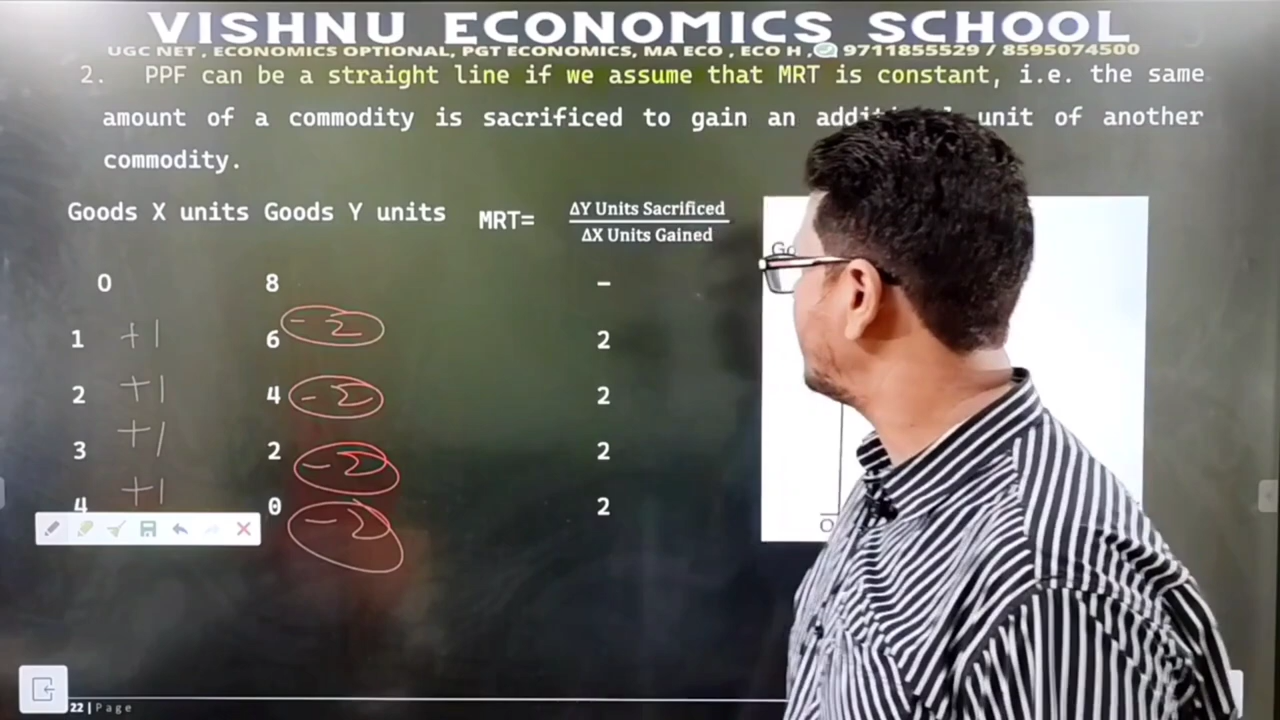 VISHNU ECONOMICS SCHOOL
UGC NET , ECONOMICS OPTIONAL, PGT ECONOMICS, MA ECO , ECO H , 9711855529 / 8595074500
2. PPF can be a straight line if we assume that MRT is constant, i.e. the same
amount of a commodity is sacrificed to gain an unit of another
commodity.
Goods X units Goods Y units MRT= ΔY Units Sacrificed
ΔX Units Gained
0 8 –
1 +1 6 -2 2
2 +1 4 -2 2
3 +1 2 -2 2
4 +1 0 -2 2
O
22 | Page